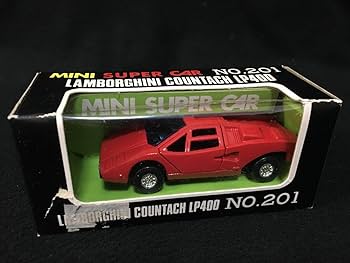 MINI SUPER CAR NO.201
LAMBORGHINI COUNTACH LP400
MINI SUPER CAR
LAMBORGHINI COUNTACH LP400 NO.201